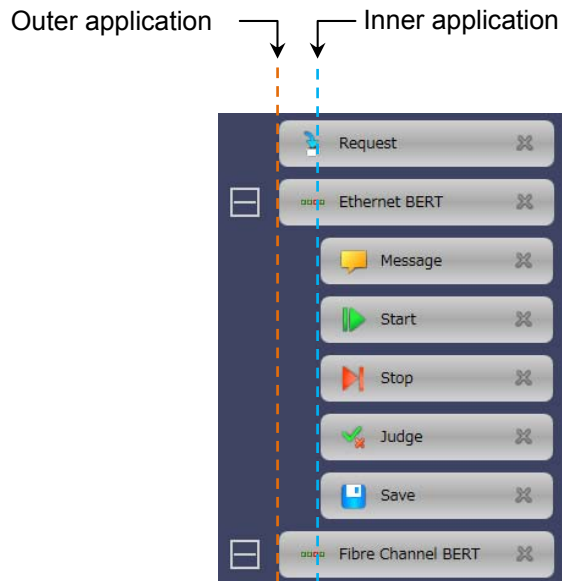 Outer application
Inner application
Request
Ethernet BERT
Message
Start
Stop
Judge
Save
Fibre Channel BERT